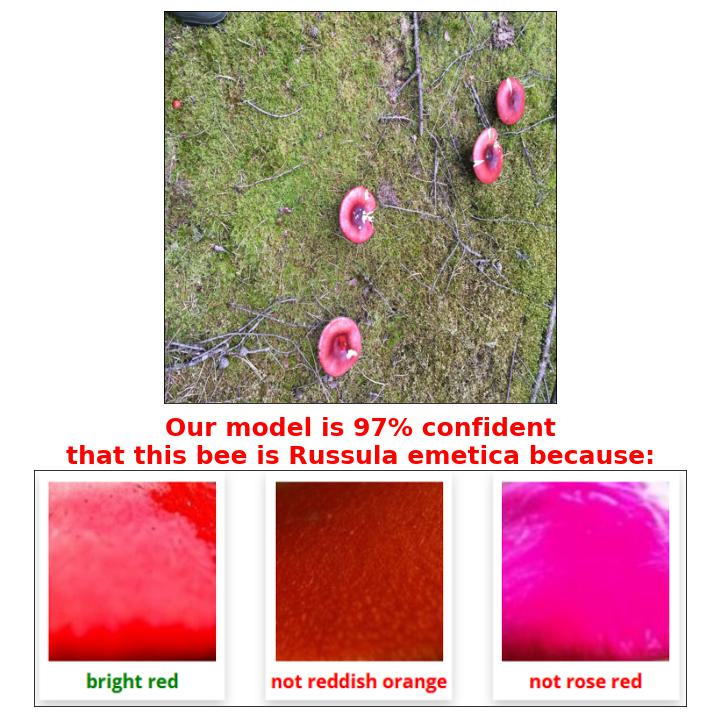 Our model is 97% confident
that this bee is Russula emetica because:
bright red
not reddish orange
not rose red